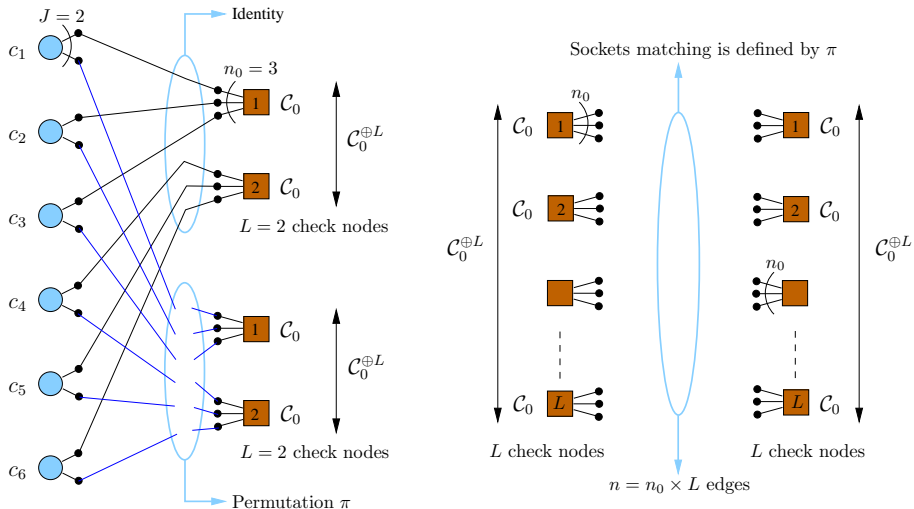 J = 2
Identity
c₁
n₀ = 3
1
𝒞₀
c₂
𝒞₀^{⊕L}
2
𝒞₀
c₃
L = 2 check nodes
c₄
1
𝒞₀
𝒞₀^{⊕L}
c₅
2
𝒞₀
L = 2 check nodes
c₆
Permutation π
Sockets matching is defined by π
n₀
𝒞₀
1
1
𝒞₀
𝒞₀
2
2
𝒞₀
𝒞₀^{⊕L}
𝒞₀^{⊕L}
n₀
𝒞₀
L
L
𝒞₀
L check nodes
L check nodes
n = n₀ × L edges